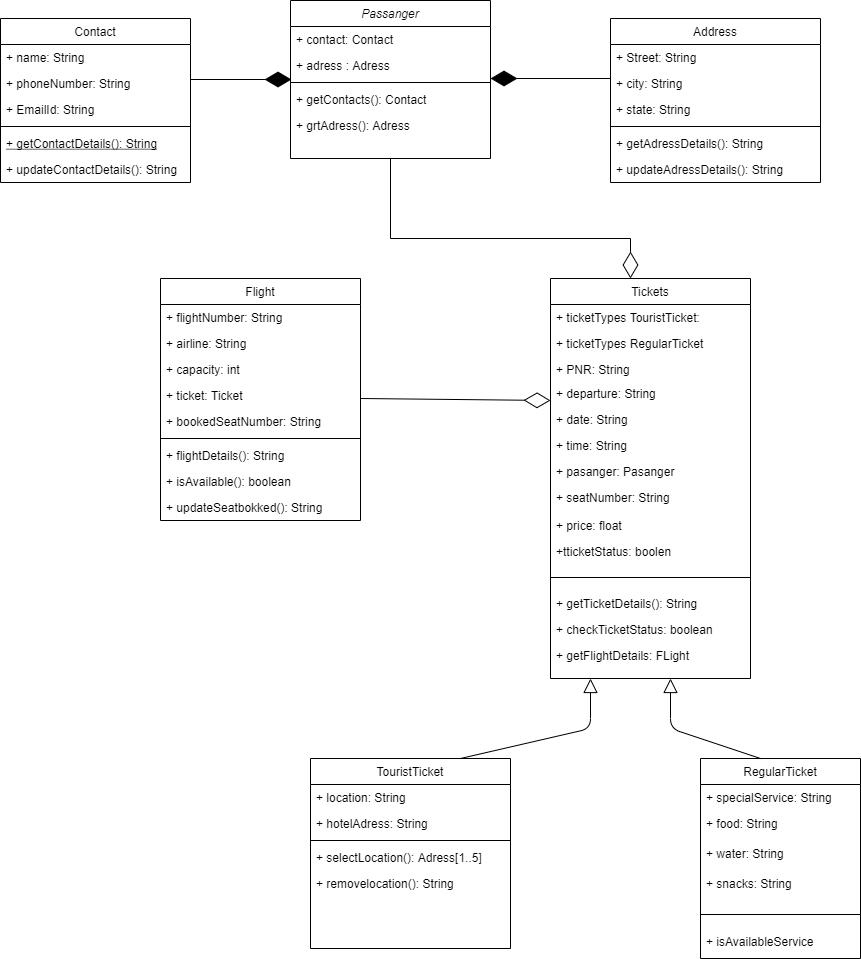 Contact
+ name: String
+ phoneNumber: String
+ EmailId: String
+ getContactDetails(): String
+ updateContactDetails(): String
Passanger
+ contact: Contact
+ adress : Adress
+ getContacts(): Contact
+ grtAdress(): Adress
Address
+ Street: String
+ city: String
+ state: String
+ getAdressDetails(): String
+ updateAdressDetails(): String
Flight
+ flightNumber: String
+ airline: String
+ capacity: int
+ ticket: Ticket
+ bookedSeatNumber: String
+ flightDetails(): String
+ isAvailable(): boolean
+ updateSeatbokked(): String
Tickets
+ ticketTypes TouristTicket:
+ ticketTypes RegularTicket
+ PNR: String
+ departure: String
+ date: String
+ time: String
+ pasanger: Pasanger
+ seatNumber: String
+ price: float
+tticketStatus: boolen
+ getTicketDetails(): String
+ checkTicketStatus: boolean
+ getFlightDetails: FLight
TouristTicket
+ location: String
+ hotelAdress: String
+ selectLocation(): Adress[1..5]
+ removelocation(): String
RegularTicket
+ specialService: String
+ food: String
+ water: String
+ snacks: String
+ isAvailableService